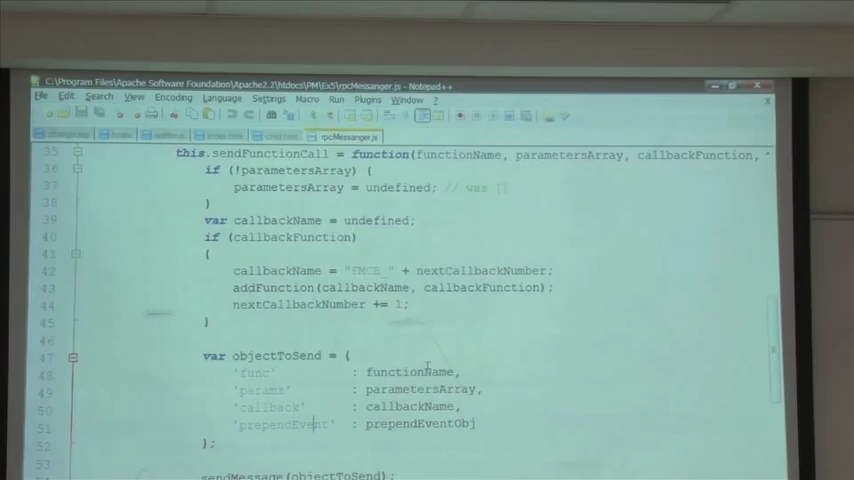 C:\Program Files\Apache Software Foundation\Apache2.2\htdocs\PM\Ex5\rpcMessanger.js - Notepad++
File Edit Search View Encoding Language Settings Macro Run Plugins Window ?
rpcMessanger.js
35 this.sendFunctionCall = function(functionName, parametersArray, callbackFunction,
36 if (!parametersArray) {
37 parametersArray = undefined; // was []
38 }
39 var callbackName = undefined;
40 if (callbackFunction)
41 {
42 callbackName = "FMCB_" + nextCallbackNumber;
43 addFunction(callbackName, callbackFunction);
44 nextCallbackNumber += 1;
45 }
46
47 var objectToSend = {
48 'func' : functionName,
49 'params' : parametersArray,
50 'callback' : callbackName,
51 'prependEvent' : prependEventObj
52 };
53
sendMessage(objectToSend);